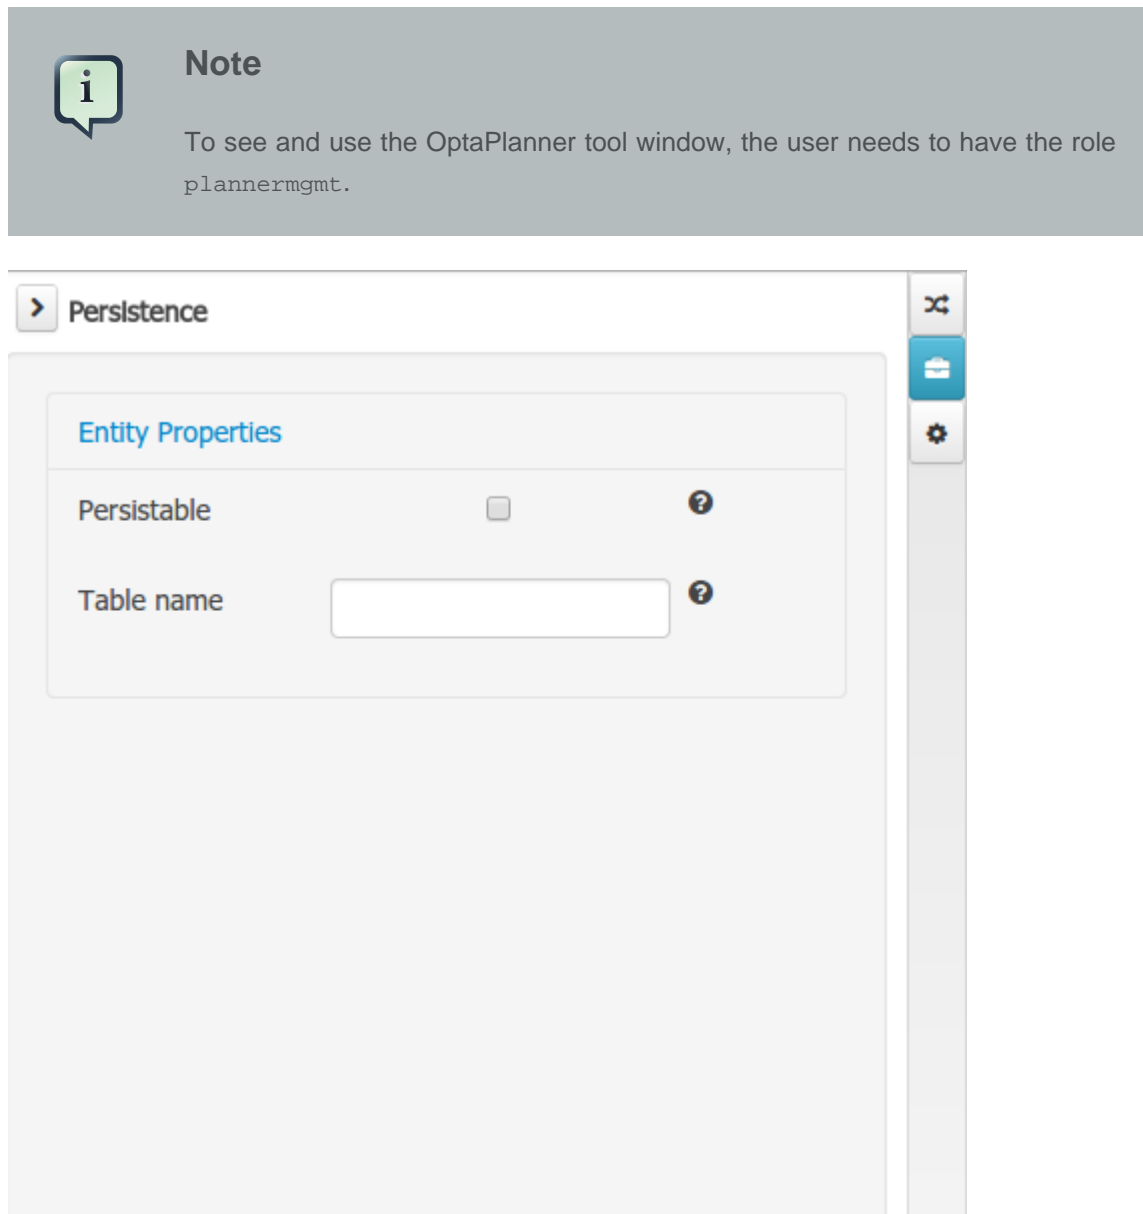 Note
To see and use the OptaPlanner tool window, the user needs to have the role
plannermgmt.
Persistence
Entity Properties
Persistable
Table name